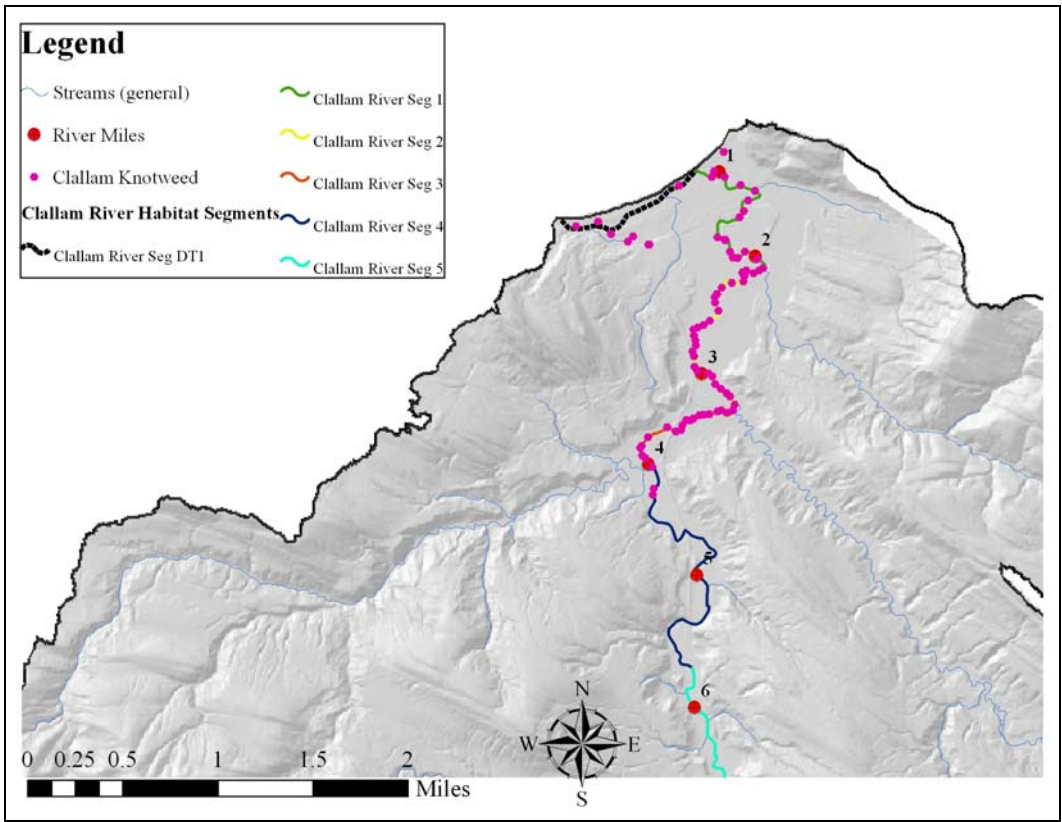 Legend
Streams (general)
River Miles
Clallam Knotweed
Clallam River Habitat Segments
Clallam River Seg DT1
Clallam River Seg 1
Clallam River Seg 2
Clallam River Seg 3
Clallam River Seg 4
Clallam River Seg 5
1
2
3
4
5
6
N
W E
S
0 0.25 0.5 1 1.5 2
Miles